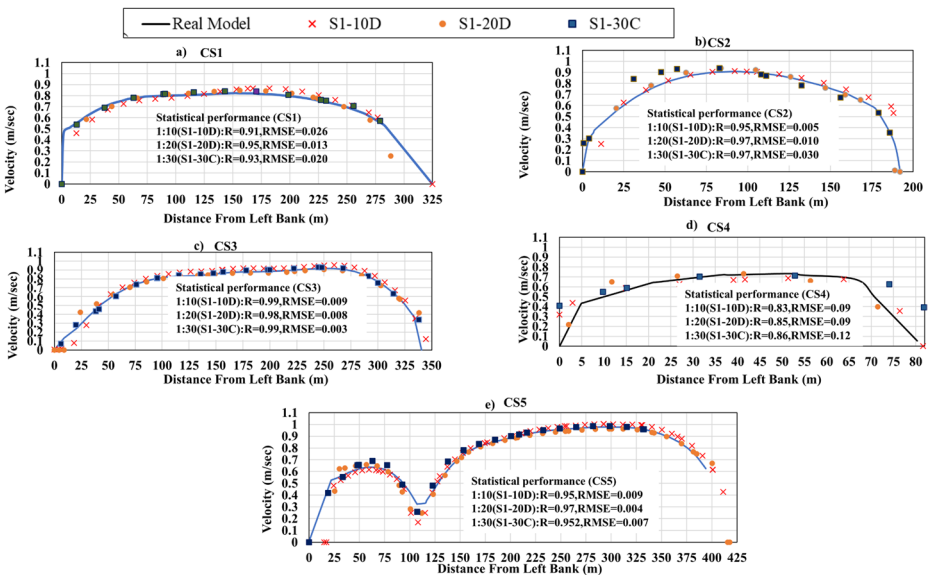 Real Model S1-10D S1-20D S1-30C
a) CS1
1.1
1
0.9
0.8
0.7
0.6
0.5
0.4
0.3
0.2
0.1
0
Velocity (m/sec)
Statistical performance (CS1)
1:10(S1-10D):R=0.91,RMSE=0.026
1:20(S1-20D):R=0.95,RMSE=0.013
1:30(S1-30C):R=0.93,RMSE=0.020
0 25 50 75 100 125 150 175 200 225 250 275 300 325
Distance From Left Bank (m)
b) CS2
1.1
1
0.9
0.8
0.7
0.6
0.5
0.4
0.3
0.2
0.1
0
Velocity (m/sec)
Statistical performance (CS2)
1:10(S1-10D):R=0.95,RMSE=0.005
1:20(S1-20D):R=0.97,RMSE=0.010
1:30(S1-30C):R=0.97,RMSE=0.030
0 25 50 75 100 125 150 175 200
Distance From Left Bank (m)
c) CS3
1.1
1
0.9
0.8
0.7
0.6
0.5
0.4
0.3
0.2
0.1
0
Velocity (m/sec)
Statistical performance (CS3)
1:10(S1-10D):R=0.99,RMSE=0.009
1:20(S1-20D):R=0.98,RMSE=0.008
1:30(S1-30C):R=0.99,RMSE=0.003
0 25 50 75 100 125 150 175 200 225 250 275 300 325 350
Distance From Left Bank (m)
d) CS4
1.1
1
0.9
0.8
0.7
0.6
0.5
0.4
0.3
0.2
0.1
0
Velocity (m/sec)
Statistical performance (CS4)
1:10(S1-10D):R=0.83,RMSE=0.09
1:20(S1-20D):R=0.85,RMSE=0.09
1:30(S1-30C):R=0.86,RMSE=0.12
0 5 10 15 20 25 30 35 40 45 50 55 60 65 70 75 80
Distance From Left Bank (m)
e) CS5
1.1
1
0.9
0.8
0.7
0.6
0.5
0.4
0.3
0.2
0.1
0
Velocity (m/sec)
Statistical performance (CS5)
1:10(S1-10D):R=0.95,RMSE=0.009
1:20(S1-20D):R=0.97,RMSE=0.004
1:30(S1-30C):R=0.952,RMSE=0.007
0 25 50 75 100 125 150 175 200 225 250 275 300 325 350 375 400 425
Distance From Left Bank (m)